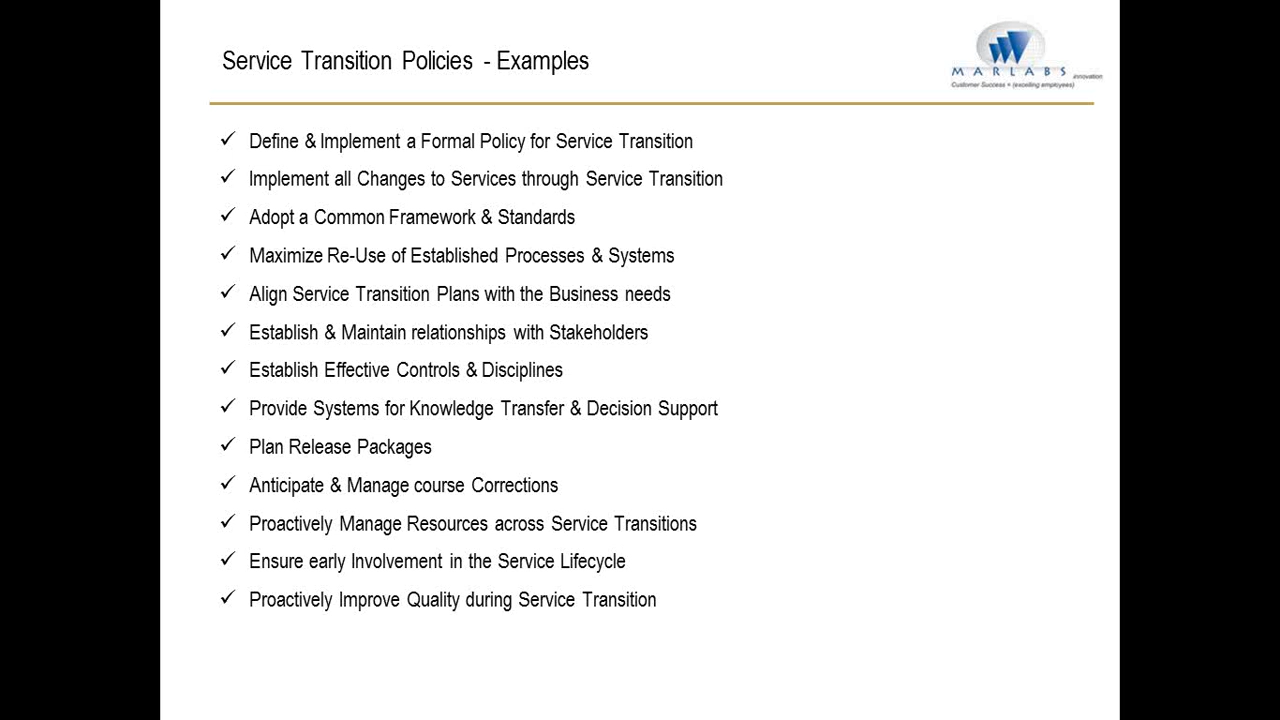 Service Transition Policies - Examples
MARLABS
innovation
Customer Success = (excelling employees)
Define & Implement a Formal Policy for Service Transition
Implement all Changes to Services through Service Transition
Adopt a Common Framework & Standards
Maximize Re-Use of Established Processes & Systems
Align Service Transition Plans with the Business needs
Establish & Maintain relationships with Stakeholders
Establish Effective Controls & Disciplines
Provide Systems for Knowledge Transfer & Decision Support
Plan Release Packages
Anticipate & Manage course Corrections
Proactively Manage Resources across Service Transitions
Ensure early Involvement in the Service Lifecycle
Proactively Improve Quality during Service Transition